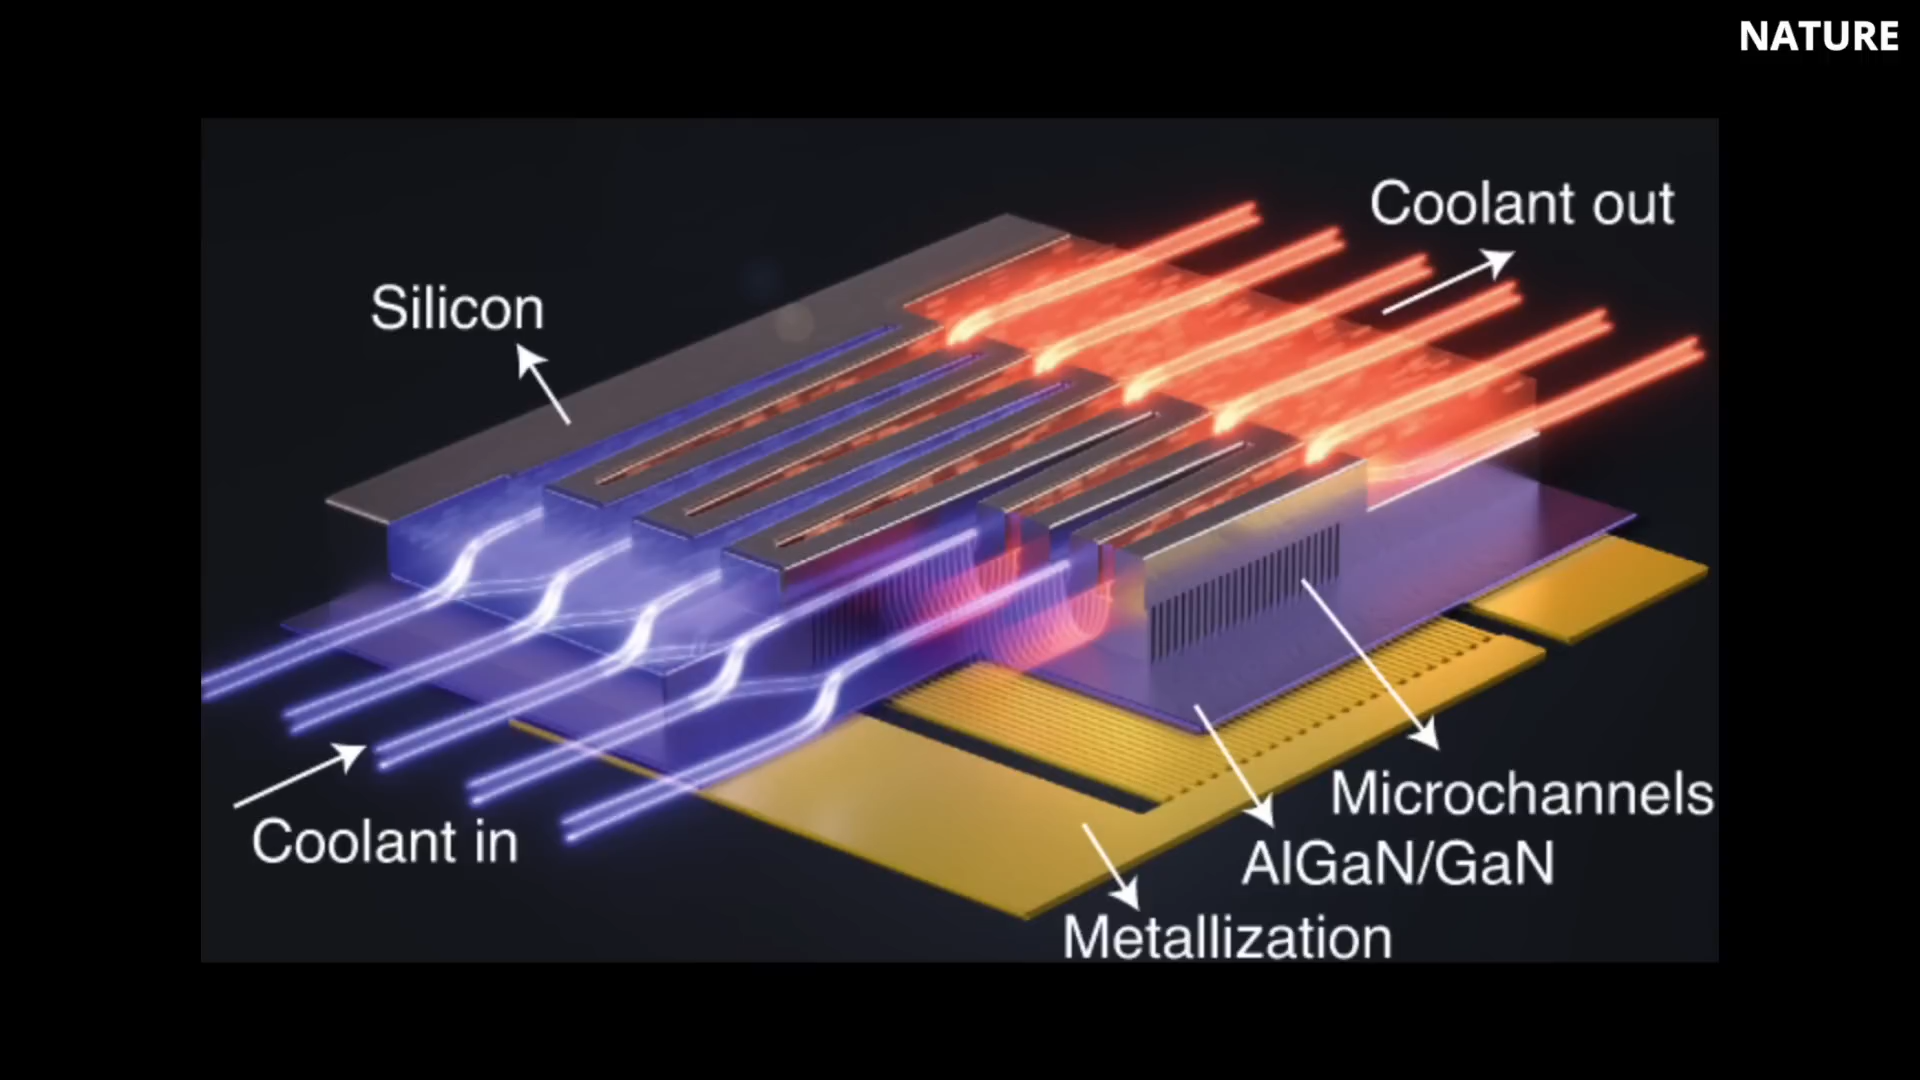 NATURE
Coolant out
Silicon
Coolant in
Microchannels
AlGaN/GaN
Metallization